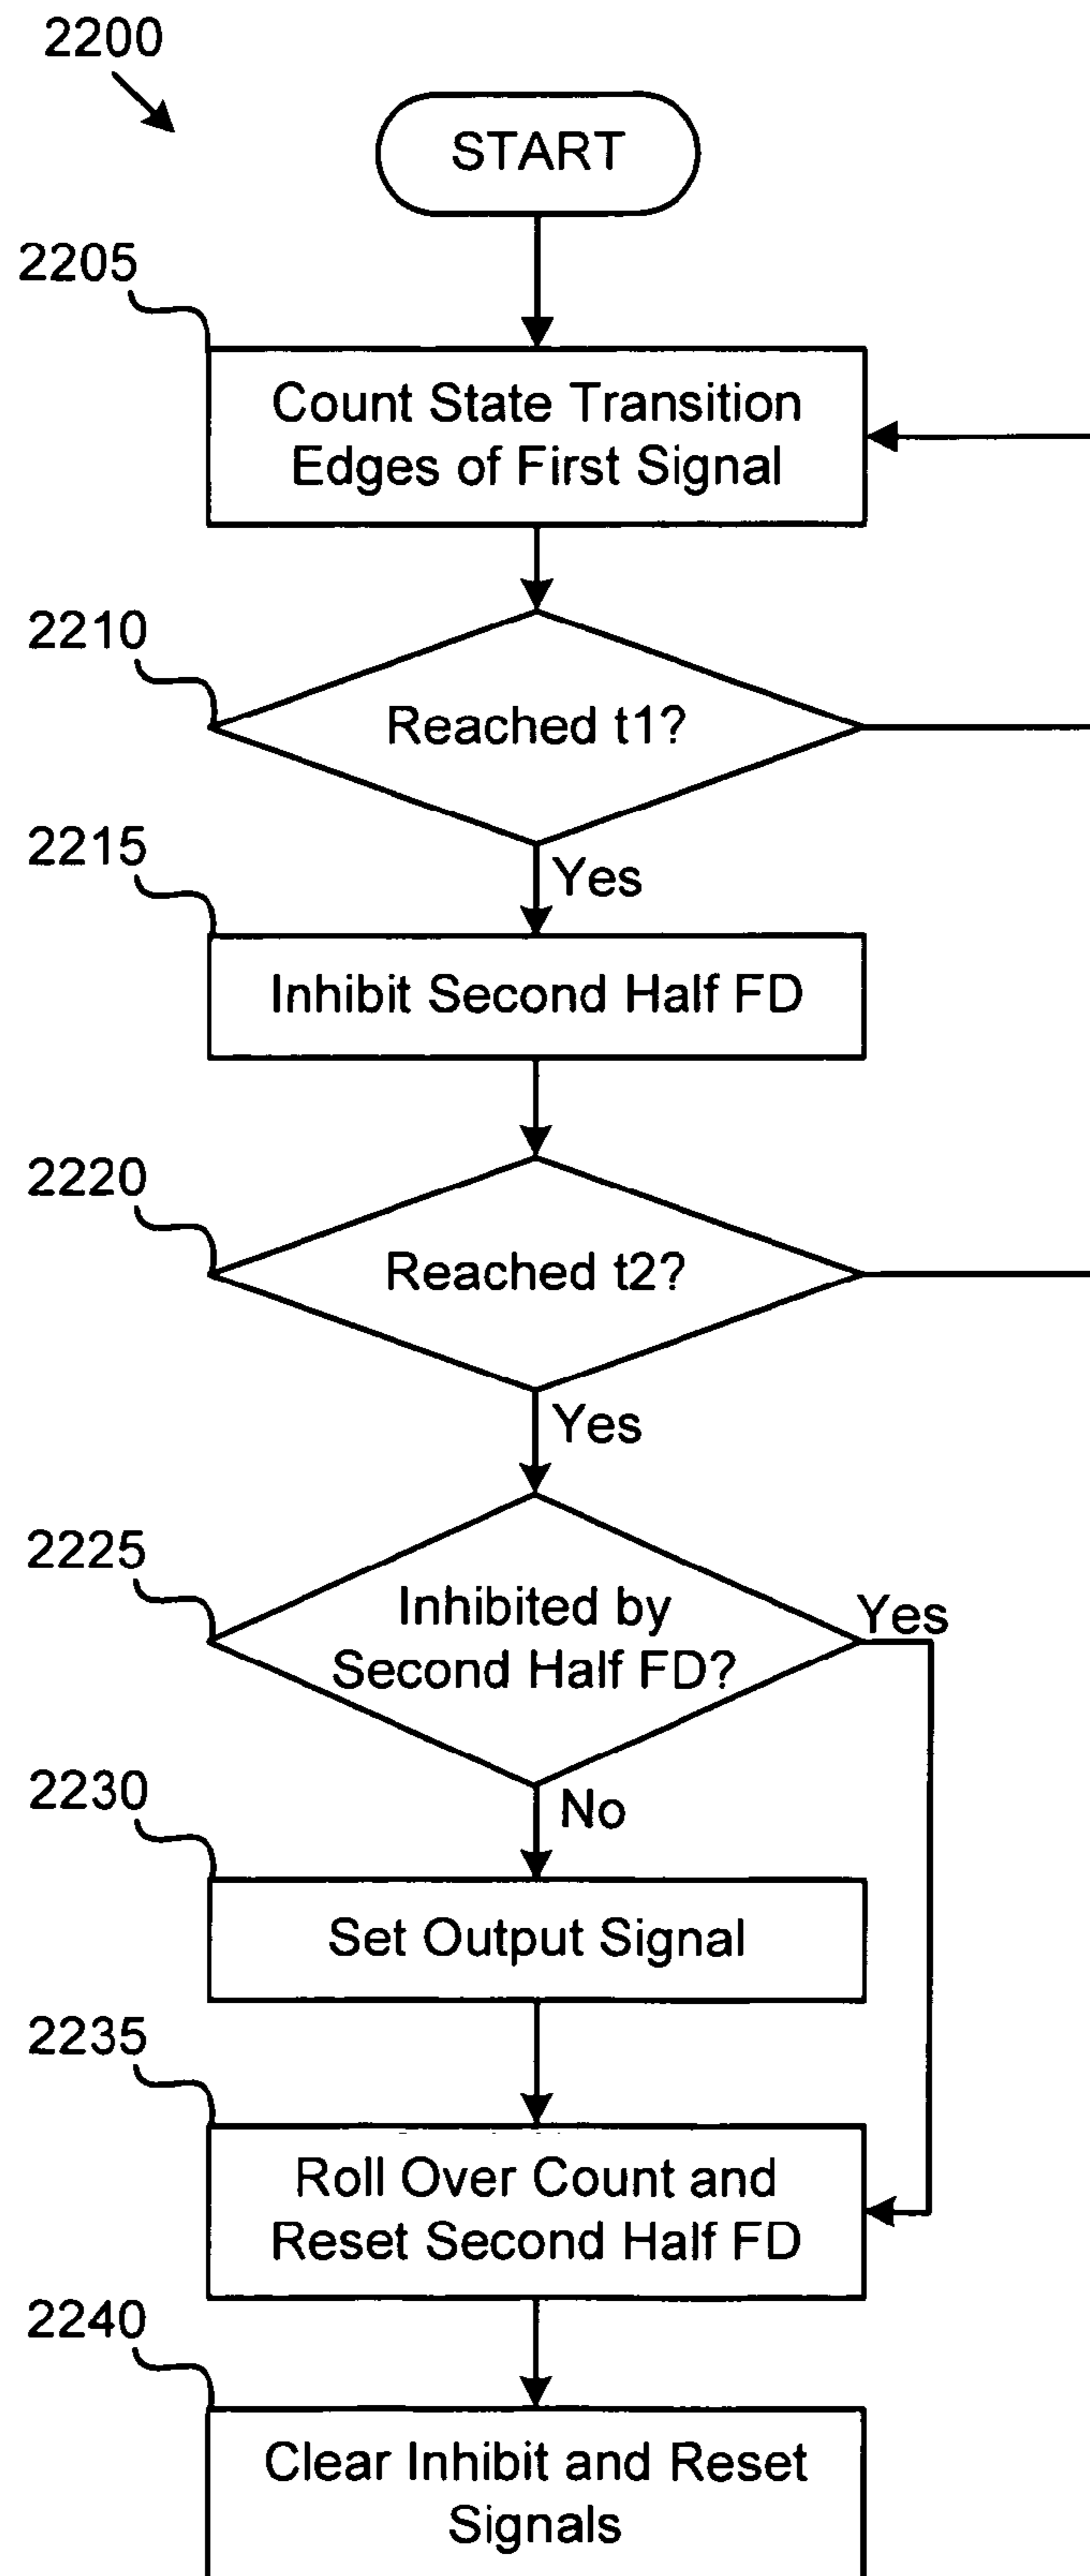 2200
START
2205
Count State Transition
Edges of First Signal
2210
Reached t1?
Yes
2215
Inhibit Second Half FD
2220
Reached t2?
Yes
2225
Inhibited by
Second Half FD?
Yes
No
2230
Set Output Signal
2235
Roll Over Count and
Reset Second Half FD
2240
Clear Inhibit and Reset
Signals